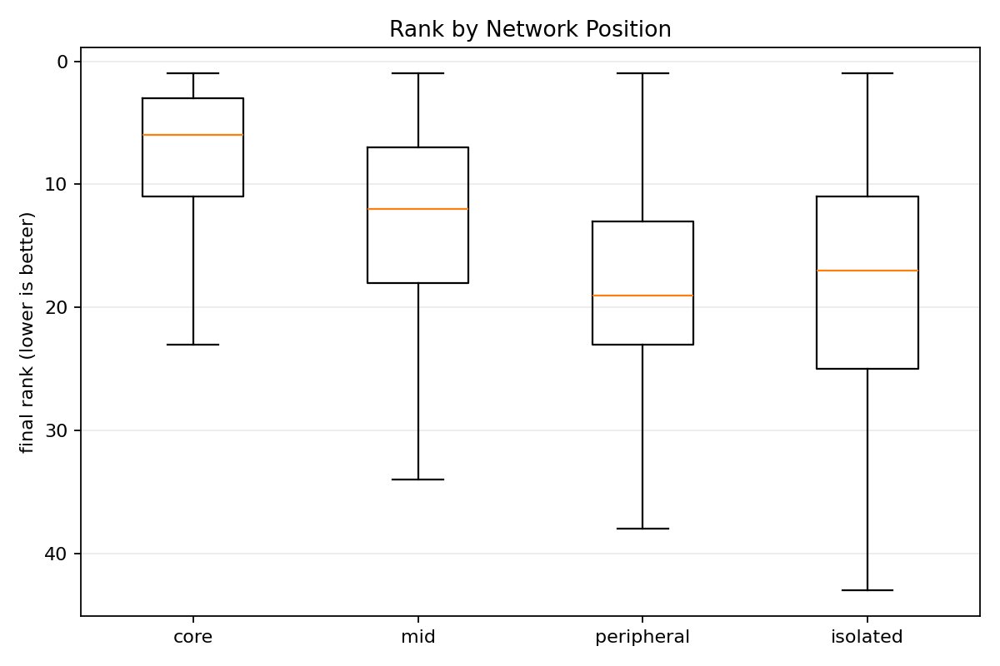 Rank by Network Position
final rank (lower is better)
0
10
20
30
40
core
mid
peripheral
isolated